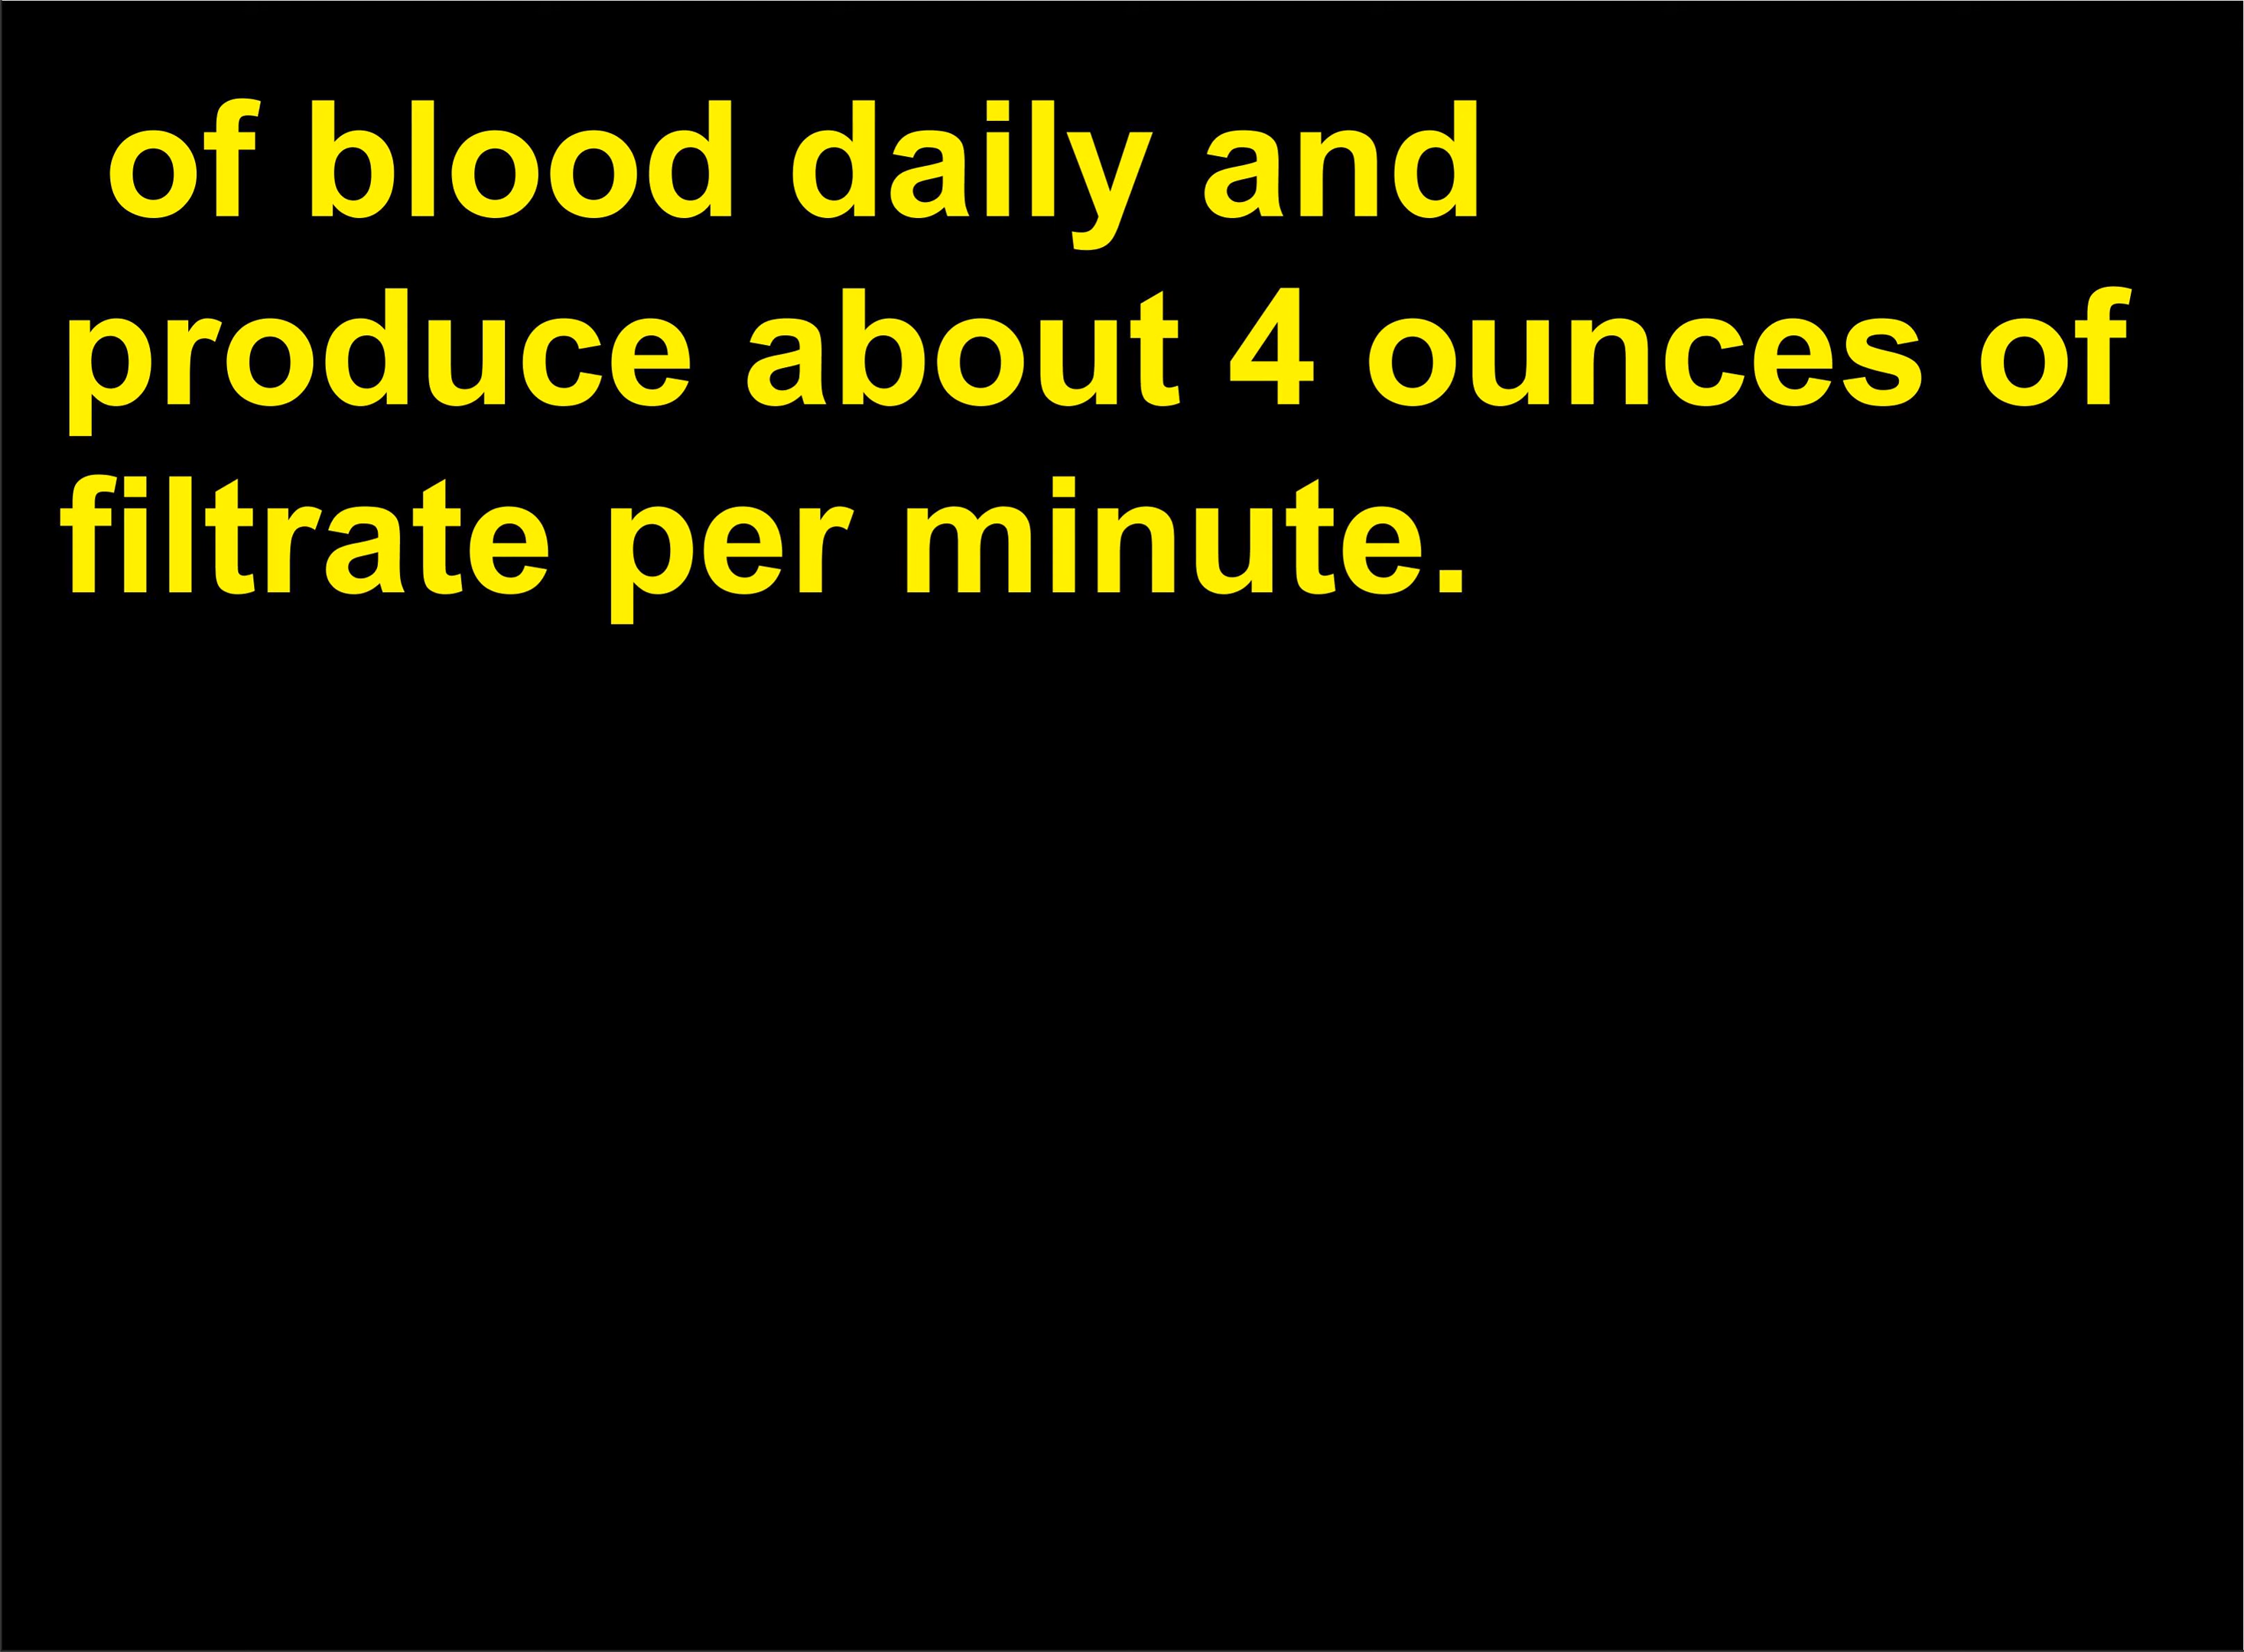 of blood daily and
produce about 4 ounces of
filtrate per minute.